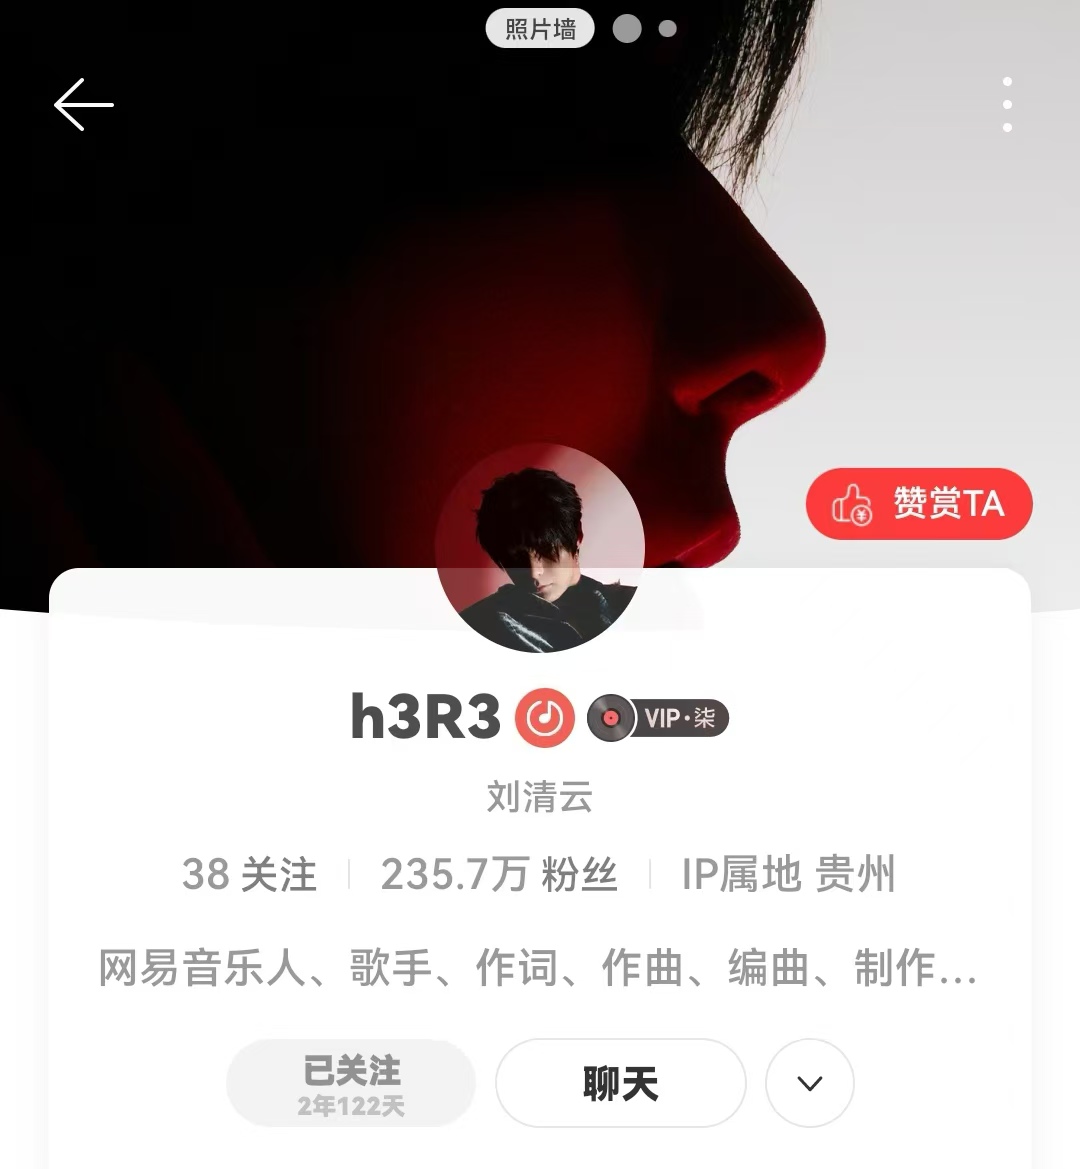 照片墙
赞赏TA
h3R3 VIP·柒
刘清云
38 关注 235.7万 粉丝 IP属地 贵州
网易音乐人、歌手、作词、作曲、编曲、制作...
已关注
2年122天
聊天